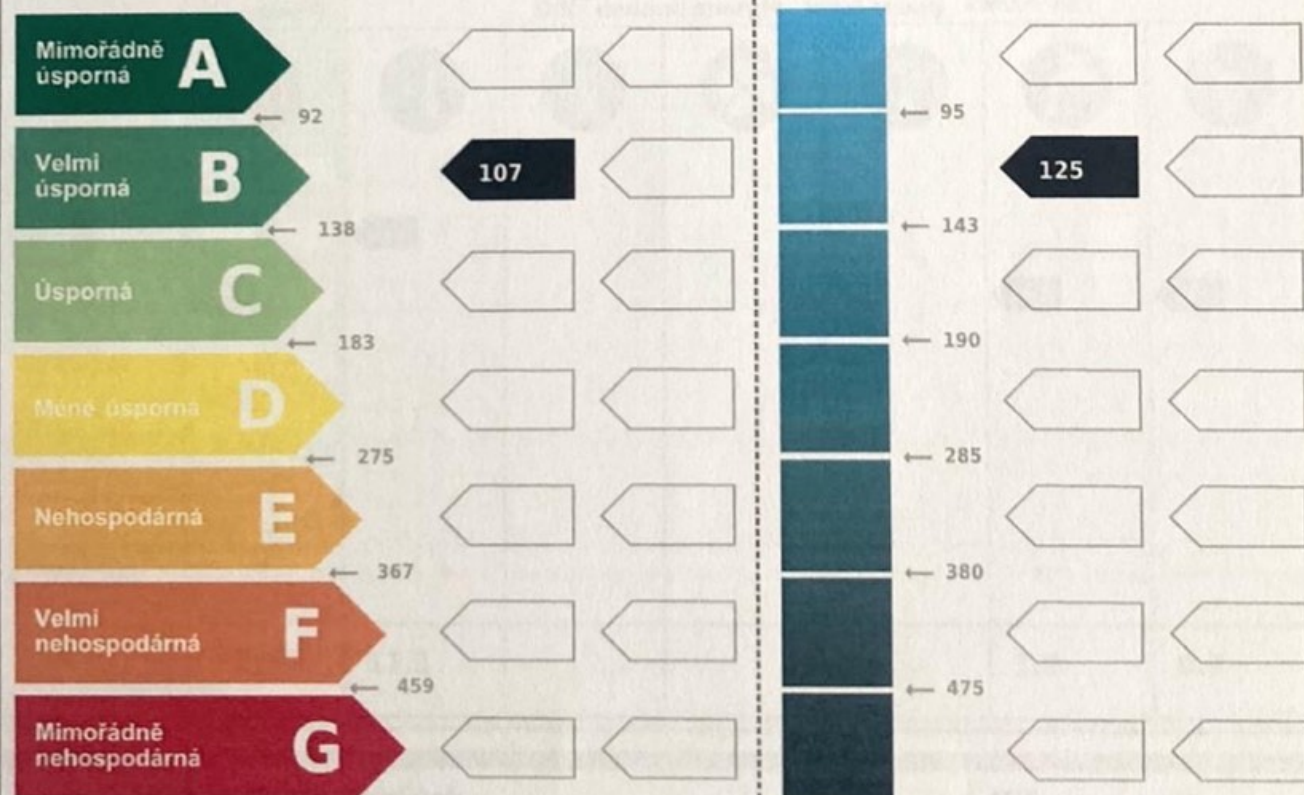 Mimořádně
úsporná A
92
95
Velmi
úsporná B
107
125
138
143
Úsporná C
183
190
Méně úsporná D
275
285
Nehospodárná E
367
380
Velmi
nehospodárná F
459
475
Mimořádně
nehospodárná G